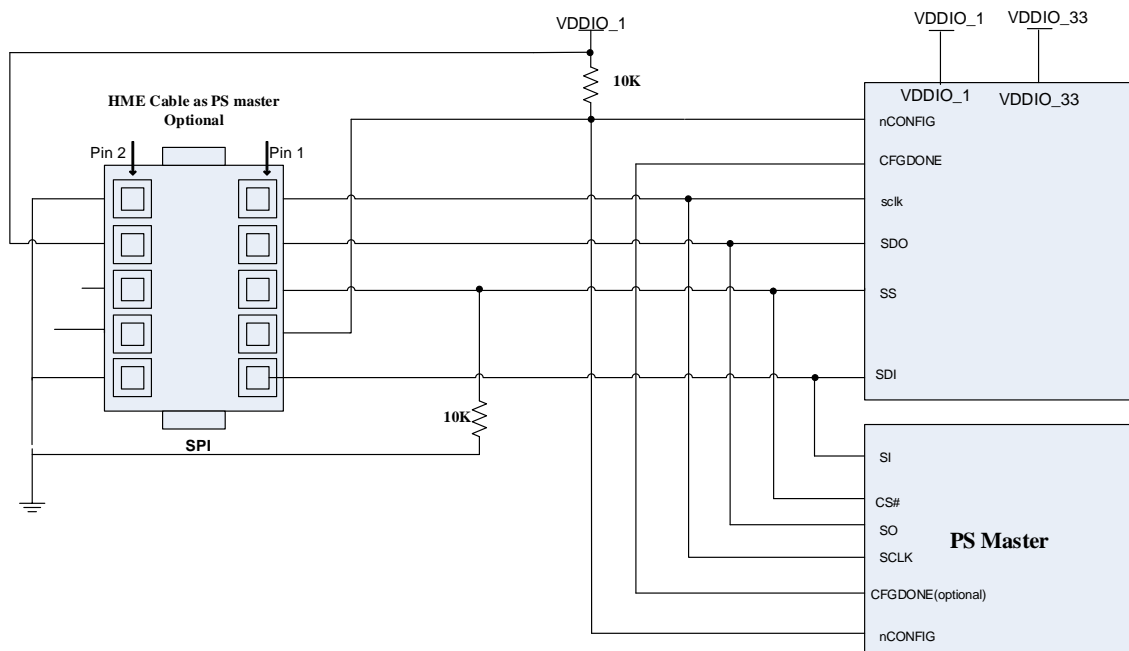 VDDIO_1
VDDIO_1
VDDIO_33
10K
HME Cable as PS master
Optional
Pin 2
Pin 1
VDDIO_1
VDDIO_33
nCONFIG
CFGDONE
sclk
SDO
SS
SDI
10K
SPI
SI
CS#
SO
SCLK
PS Master
CFGDONE(optional)
nCONFIG